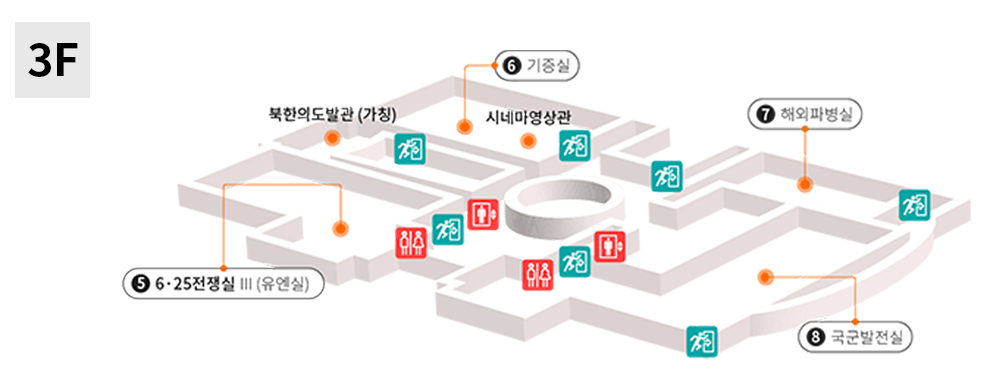 3F
❻ 기증실
북한의도발관 (가칭)
시네마영상관
❼ 해외파병실
❺ 6·25전쟁실 III (유엔실)
❽ 국군발전실